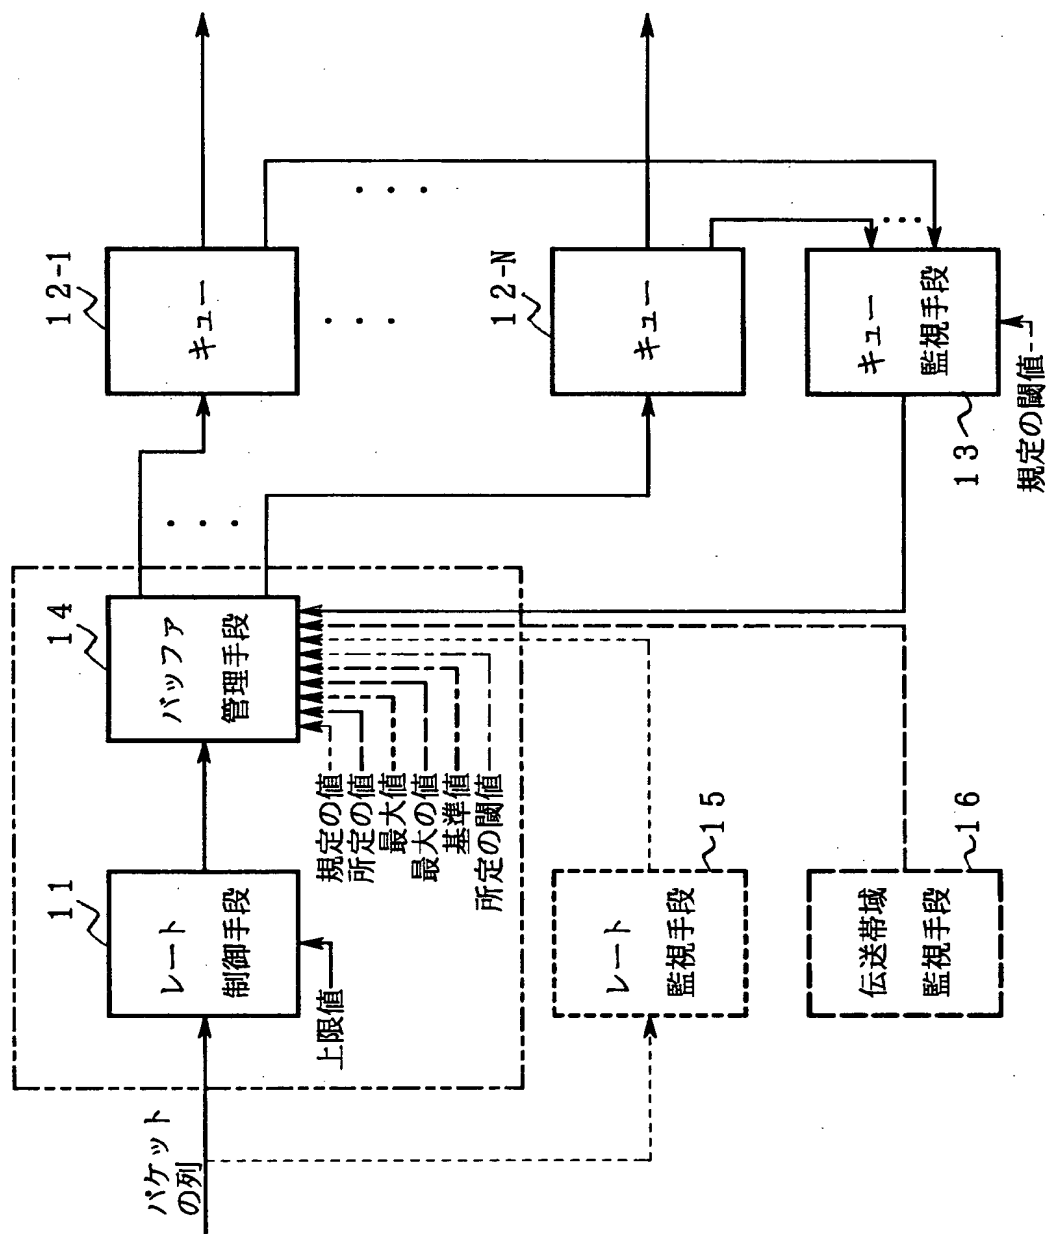 パケット
の列
11
レート
制御手段
上限値
14
バッファ
管理手段
規定の値
所定の値
最大値
最大の値
基準値
所定の閾値
12-1
キュー
12-N
キュー
キュー
監視手段
13
規定の閾値
レート
監視手段
15
伝送帯域
監視手段
16